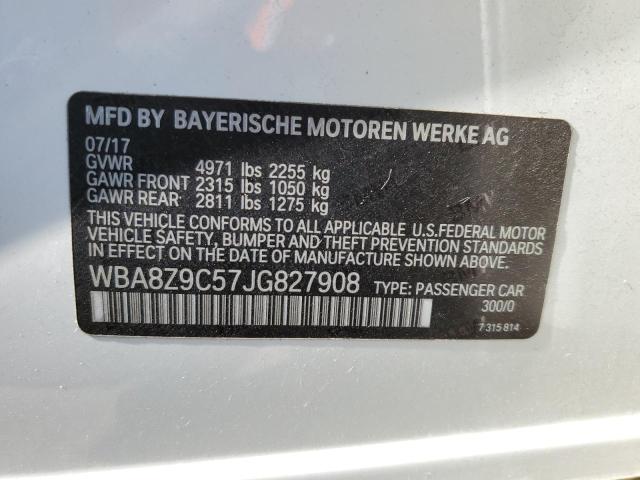 MFD BY BAYERISCHE MOTOREN WERKE AG
07/17
GVWR 4971 lbs 2255 kg
GAWR FRONT 2315 lbs 1050 kg
GAWR REAR 2811 lbs 1275 kg
THIS VEHICLE CONFORMS TO ALL APPLICABLE U.S.FEDERAL MOTOR
VEHICLE SAFETY, BUMPER AND THEFT PREVENTION STANDARDS
IN EFFECT ON THE DATE OF MANUFACTURE SHOWN ABOVE.
WBA8Z9C57JG827908 TYPE: PASSENGER CAR
300/0
7 315 814